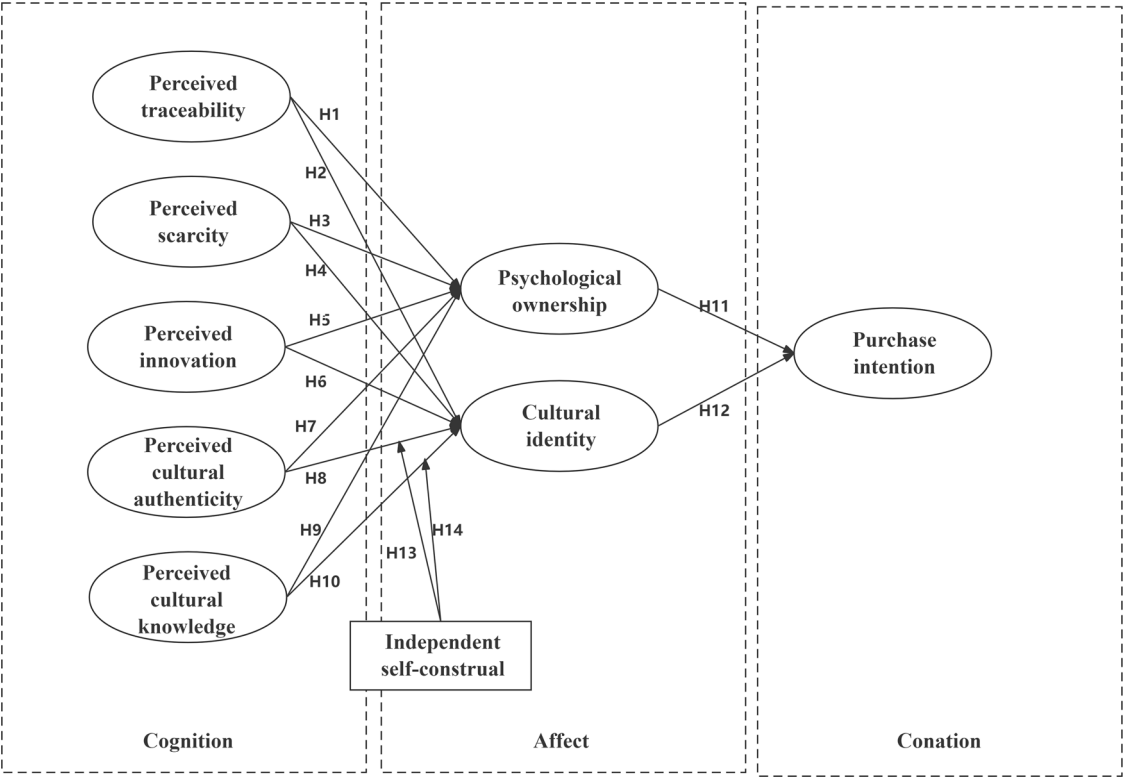 Perceived
traceability
H1
H2
Perceived
scarcity
H3
H4
Psychological
ownership
H11
Perceived
innovation
H5
H6
Purchase
intention
Cultural
identity
H12
Perceived
cultural
authenticity
H7
H8
H9
H14
H13
Perceived
cultural
knowledge
H10
Independent
self-construal
Cognition
Affect
Conation